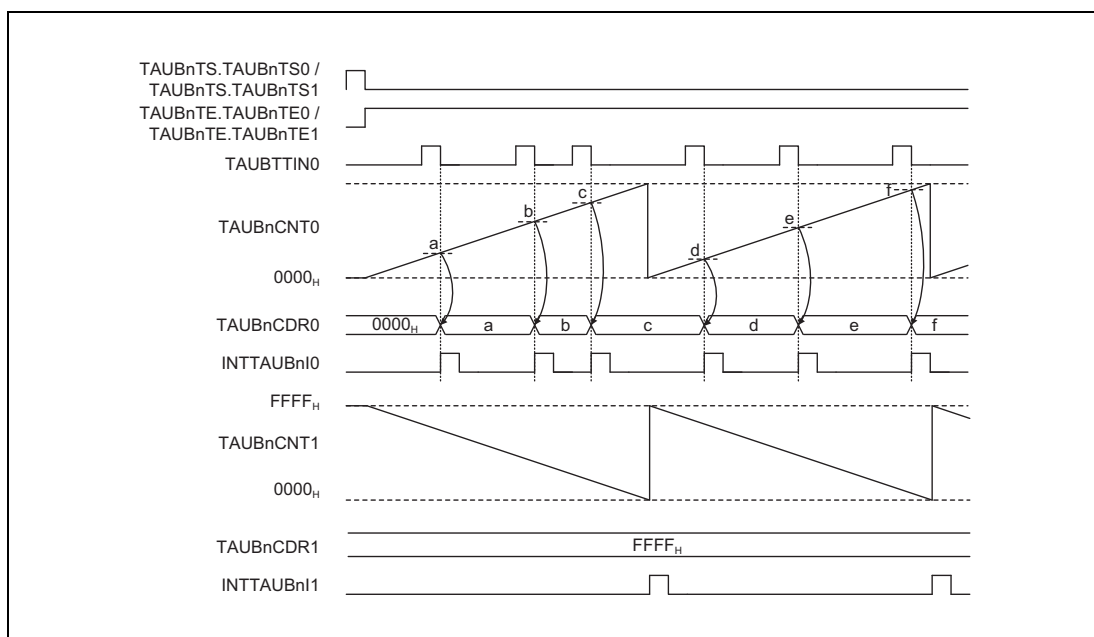 TAUBnTS.TAUBnTS0 /
TAUBnTS.TAUBnTS1
TAUBnTE.TAUBnTE0 /
TAUBnTE.TAUBnTE1
TAUBTTIN0
TAUBnCNT0
a
b
c
d
e
f
0000H
TAUBnCDR0
0000H a b c d e f
INTTAUBnI0
FFFFH
TAUBnCNT1
0000H
TAUBnCDR1
FFFFH
INTTAUBnI1